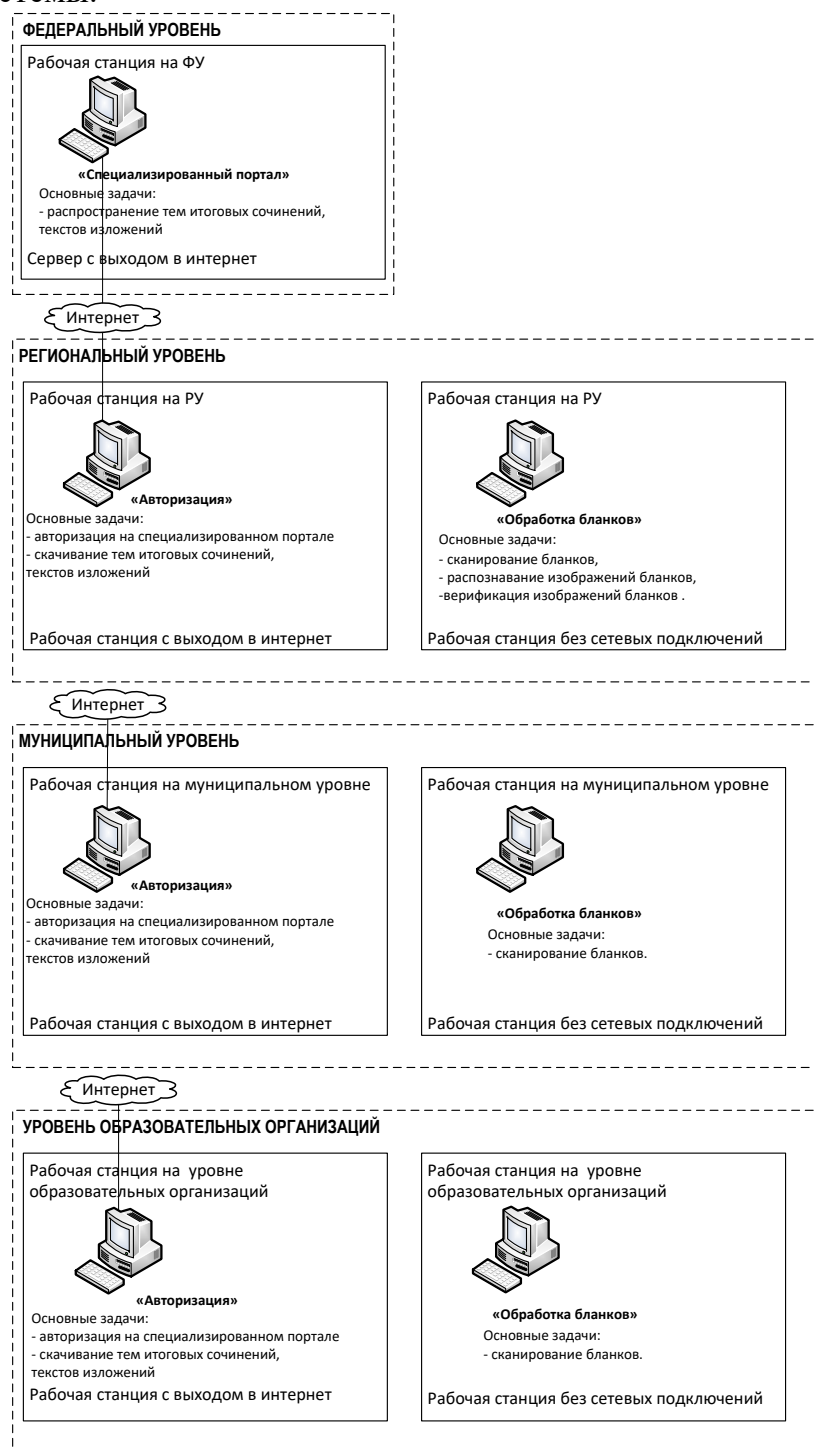 ФЕДЕРАЛЬНЫЙ УРОВЕНЬ
Рабочая станция на ФУ
«Специализированный портал»
Основные задачи:
- распространение тем итоговых сочинений,
текстов изложений
Сервер с выходом в интернет
Интернет
РЕГИОНАЛЬНЫЙ УРОВЕНЬ
Рабочая станция на РУ
«Авторизация»
Основные задачи:
- авторизация на специализированном портале
- скачивание тем итоговых сочинений,
текстов изложений
Рабочая станция с выходом в интернет
Рабочая станция на РУ
«Обработка бланков»
Основные задачи:
- сканирование бланков,
- распознавание изображений бланков,
-верификация изображений бланков .
Рабочая станция без сетевых подключений
Интернет
МУНИЦИПАЛЬНЫЙ УРОВЕНЬ
Рабочая станция на муниципальном уровне
«Авторизация»
Основные задачи:
- авторизация на специализированном портале
- скачивание тем итоговых сочинений,
текстов изложений
Рабочая станция с выходом в интернет
Рабочая станция на муниципальном уровне
«Обработка бланков»
Основные задачи:
- сканирование бланков.
Рабочая станция без сетевых подключений
Интернет
УРОВЕНЬ ОБРАЗОВАТЕЛЬНЫХ ОРГАНИЗАЦИЙ
Рабочая станция на уровне
образовательных организаций
«Авторизация»
Основные задачи:
- авторизация на специализированном портале
- скачивание тем итоговых сочинений,
текстов изложений
Рабочая станция с выходом в интернет
Рабочая станция на уровне
образовательных организаций
«Обработка бланков»
Основные задачи:
- сканирование бланков.
Рабочая станция без сетевых подключений